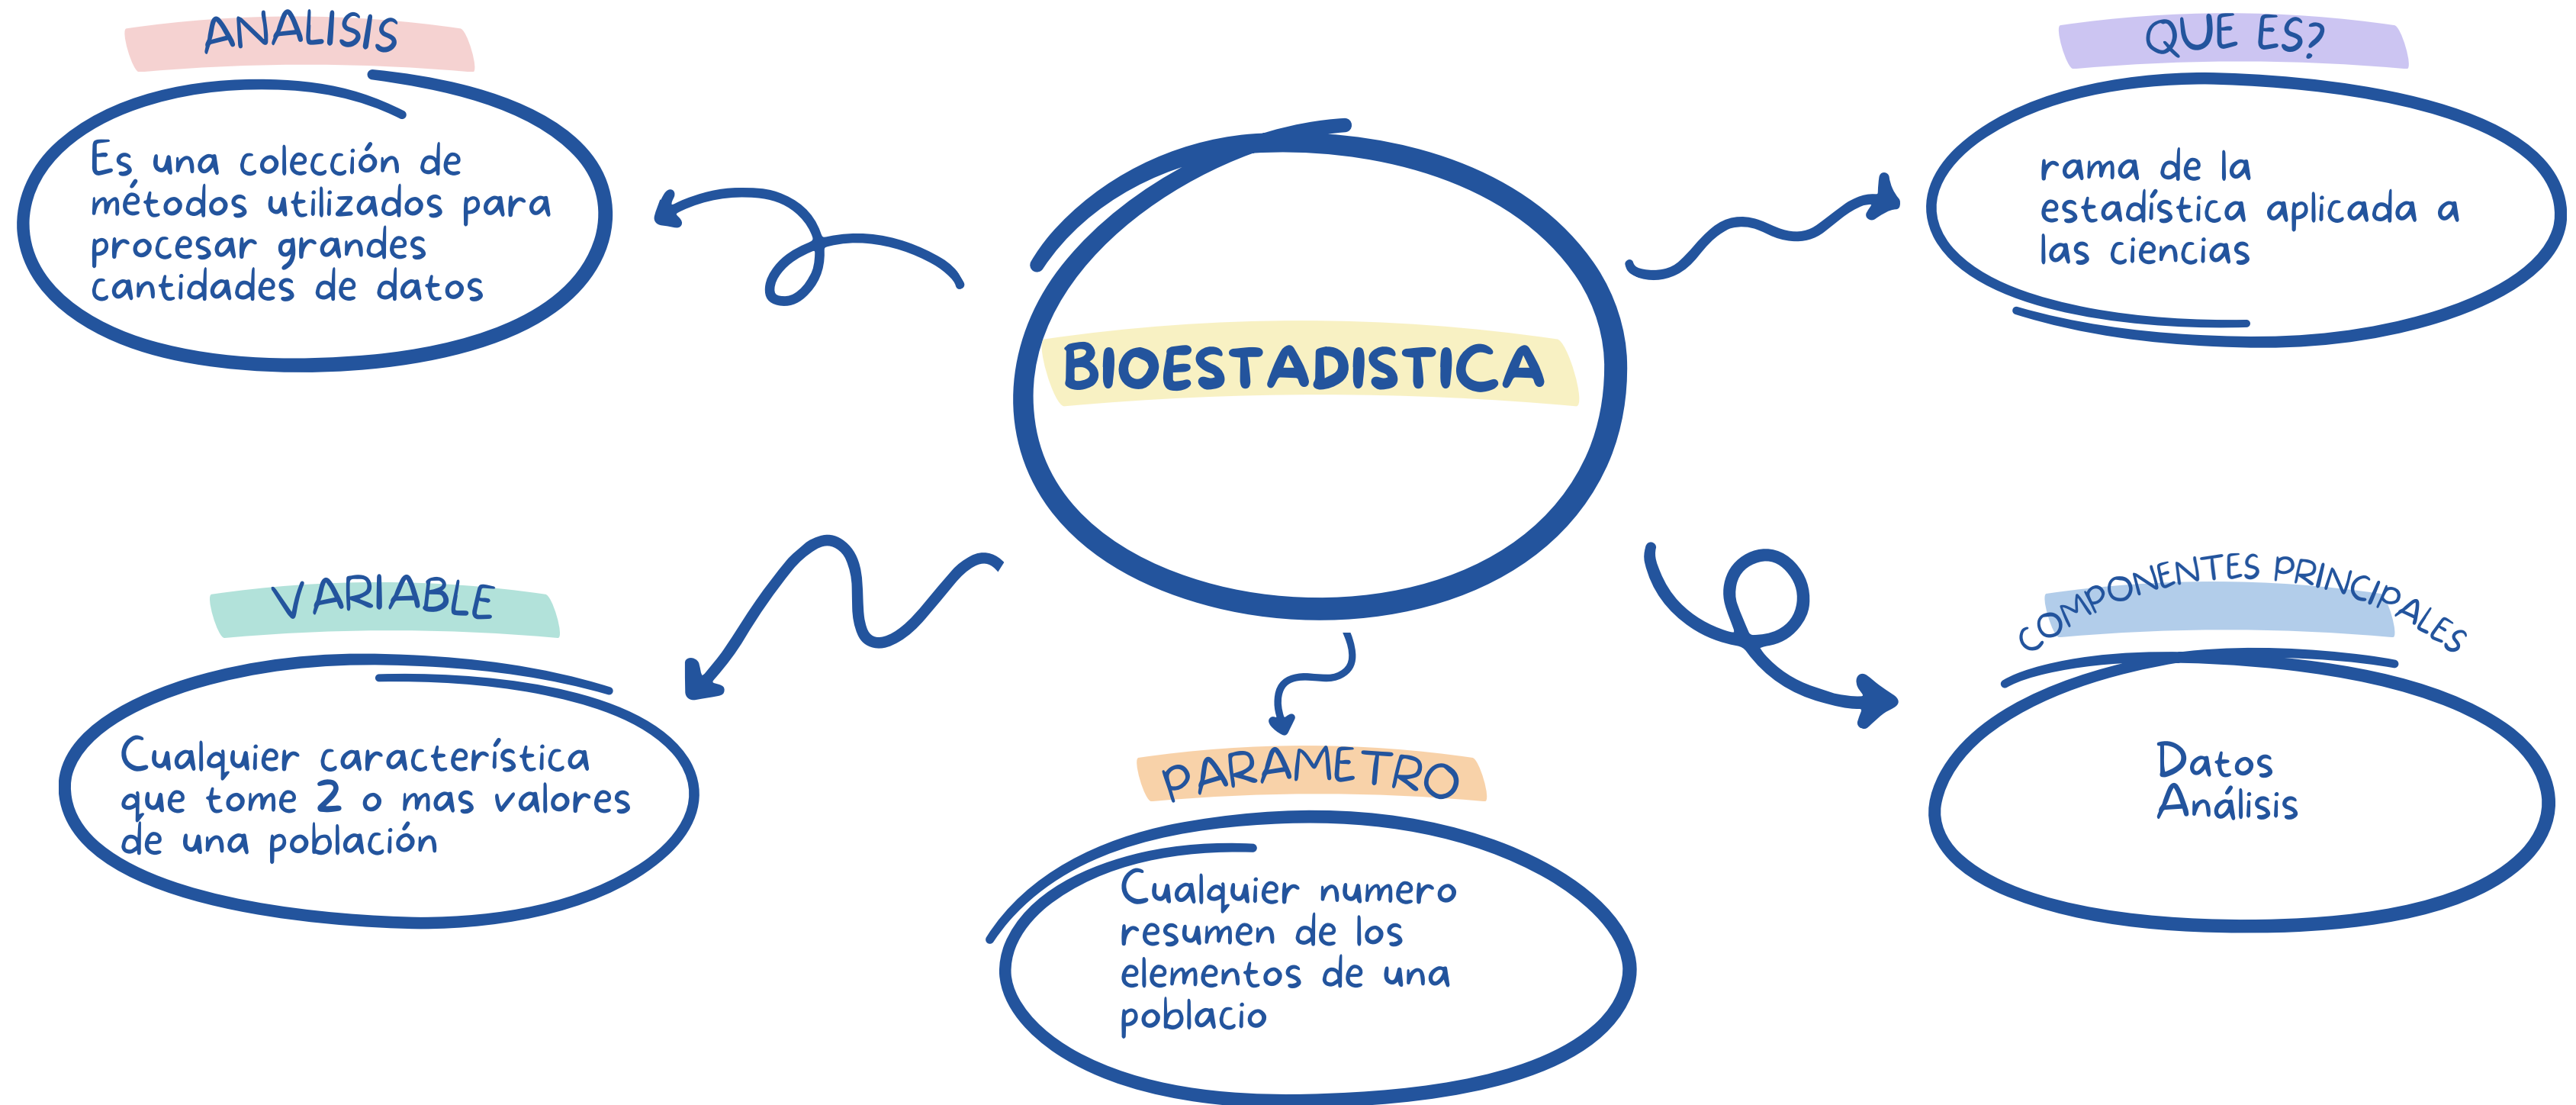 ANALISIS
Es una colección de
métodos utilizados para
procesar grandes
cantidades de datos
QUE ES?
rama de la
estadística aplicada a
las ciencias
BIOESTADISTICA
VARIABLE
Cualquier característica
que tome 2 o mas valores
de una población
PARAMETRO
Cualquier numero
resumen de los
elementos de una
poblacio
COMPONENTES PRINCIPALES
Datos
Análisis